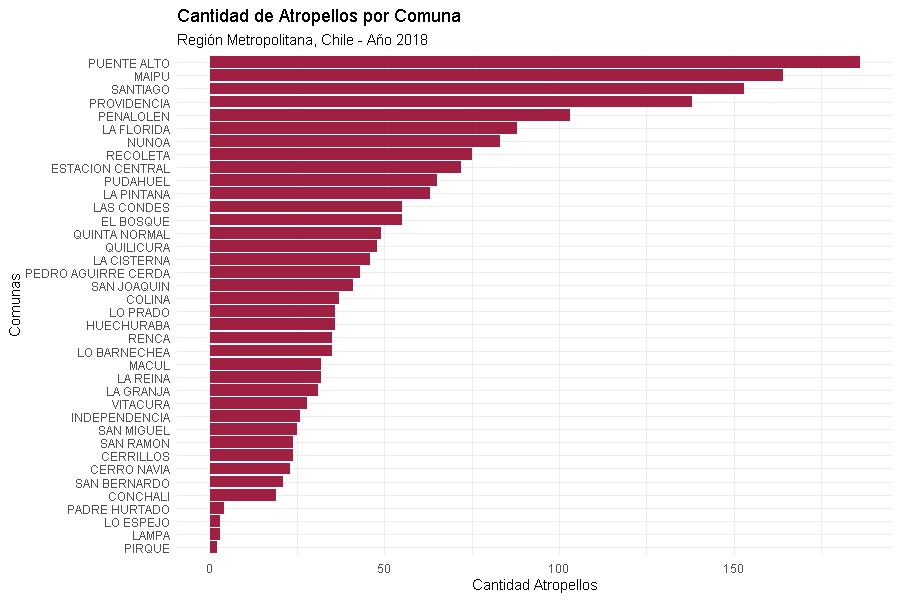 Cantidad de Atropellos por Comuna
Región Metropolitana, Chile - Año 2018
Comunas
PUENTE ALTO
MAIPU
SANTIAGO
PROVIDENCIA
PENALOLEN
LA FLORIDA
NUNOA
RECOLETA
ESTACION CENTRAL
PUDAHUEL
LA PINTANA
LAS CONDES
EL BOSQUE
QUINTA NORMAL
QUILICURA
LA CISTERNA
PEDRO AGUIRRE CERDA
SAN JOAQUIN
COLINA
LO PRADO
HUECHURABA
RENCA
LO BARNECHEA
MACUL
LA REINA
LA GRANJA
VITACURA
INDEPENDENCIA
SAN MIGUEL
SAN RAMON
CERRILLOS
CERRO NAVIA
SAN BERNARDO
CONCHALI
PADRE HURTADO
LO ESPEJO
LAMPA
PIRQUE
0 50 100 150
Cantidad Atropellos